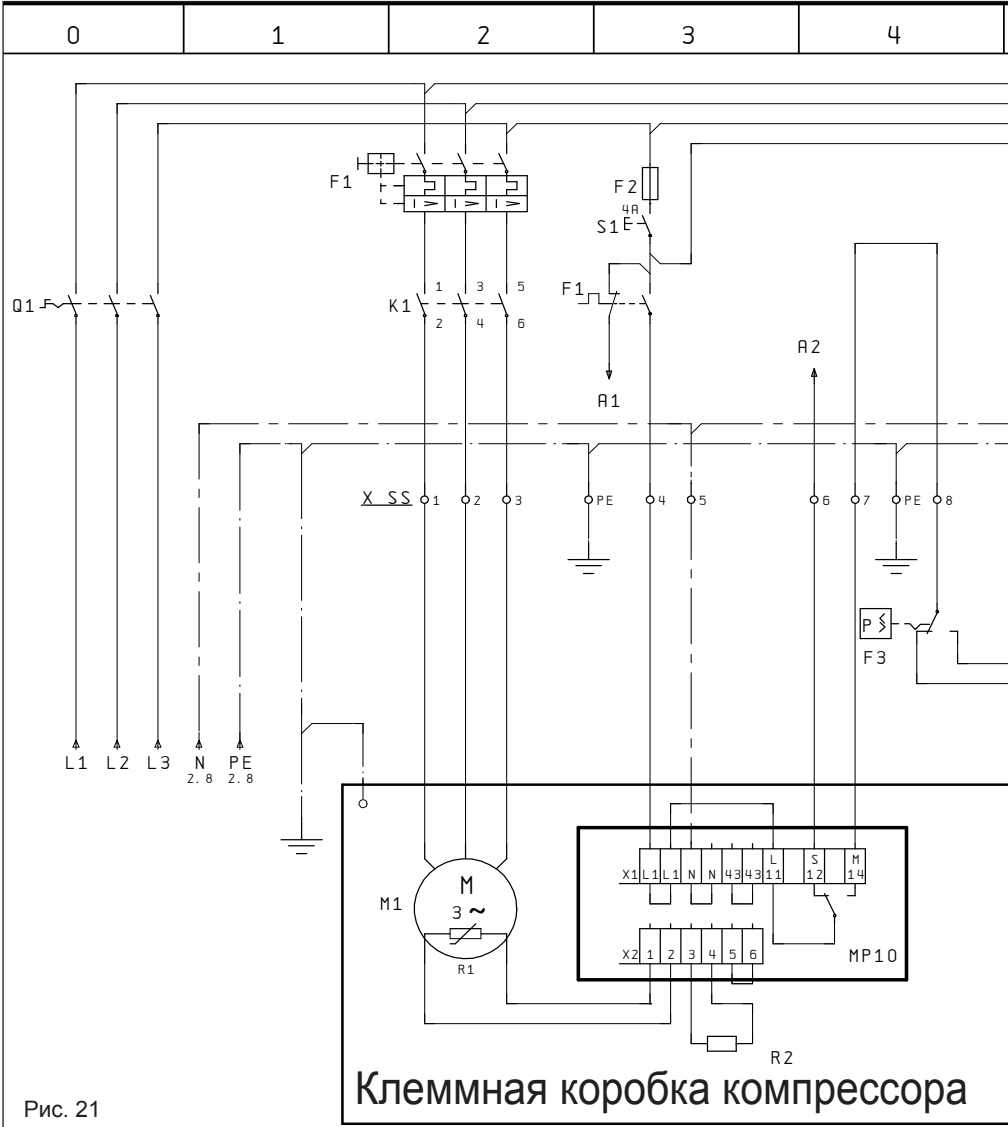 0 1 2 3 4
F1
F2
4A
S1
Q1
K1
1 3 5
2 4 6
F1
A2
A1
X SS 1 2 3 PE 4 5 6 7 PE 8
P
F3
L1 L2 L3 N PE
2.8 2.8
L S M
X1 L1 L1 N N 43 43 11 12 14
M1
M
3 ~
R1
X2 1 2 3 4 5 6
MP10
R2
Клеммная коробка компрессора
Рис. 21